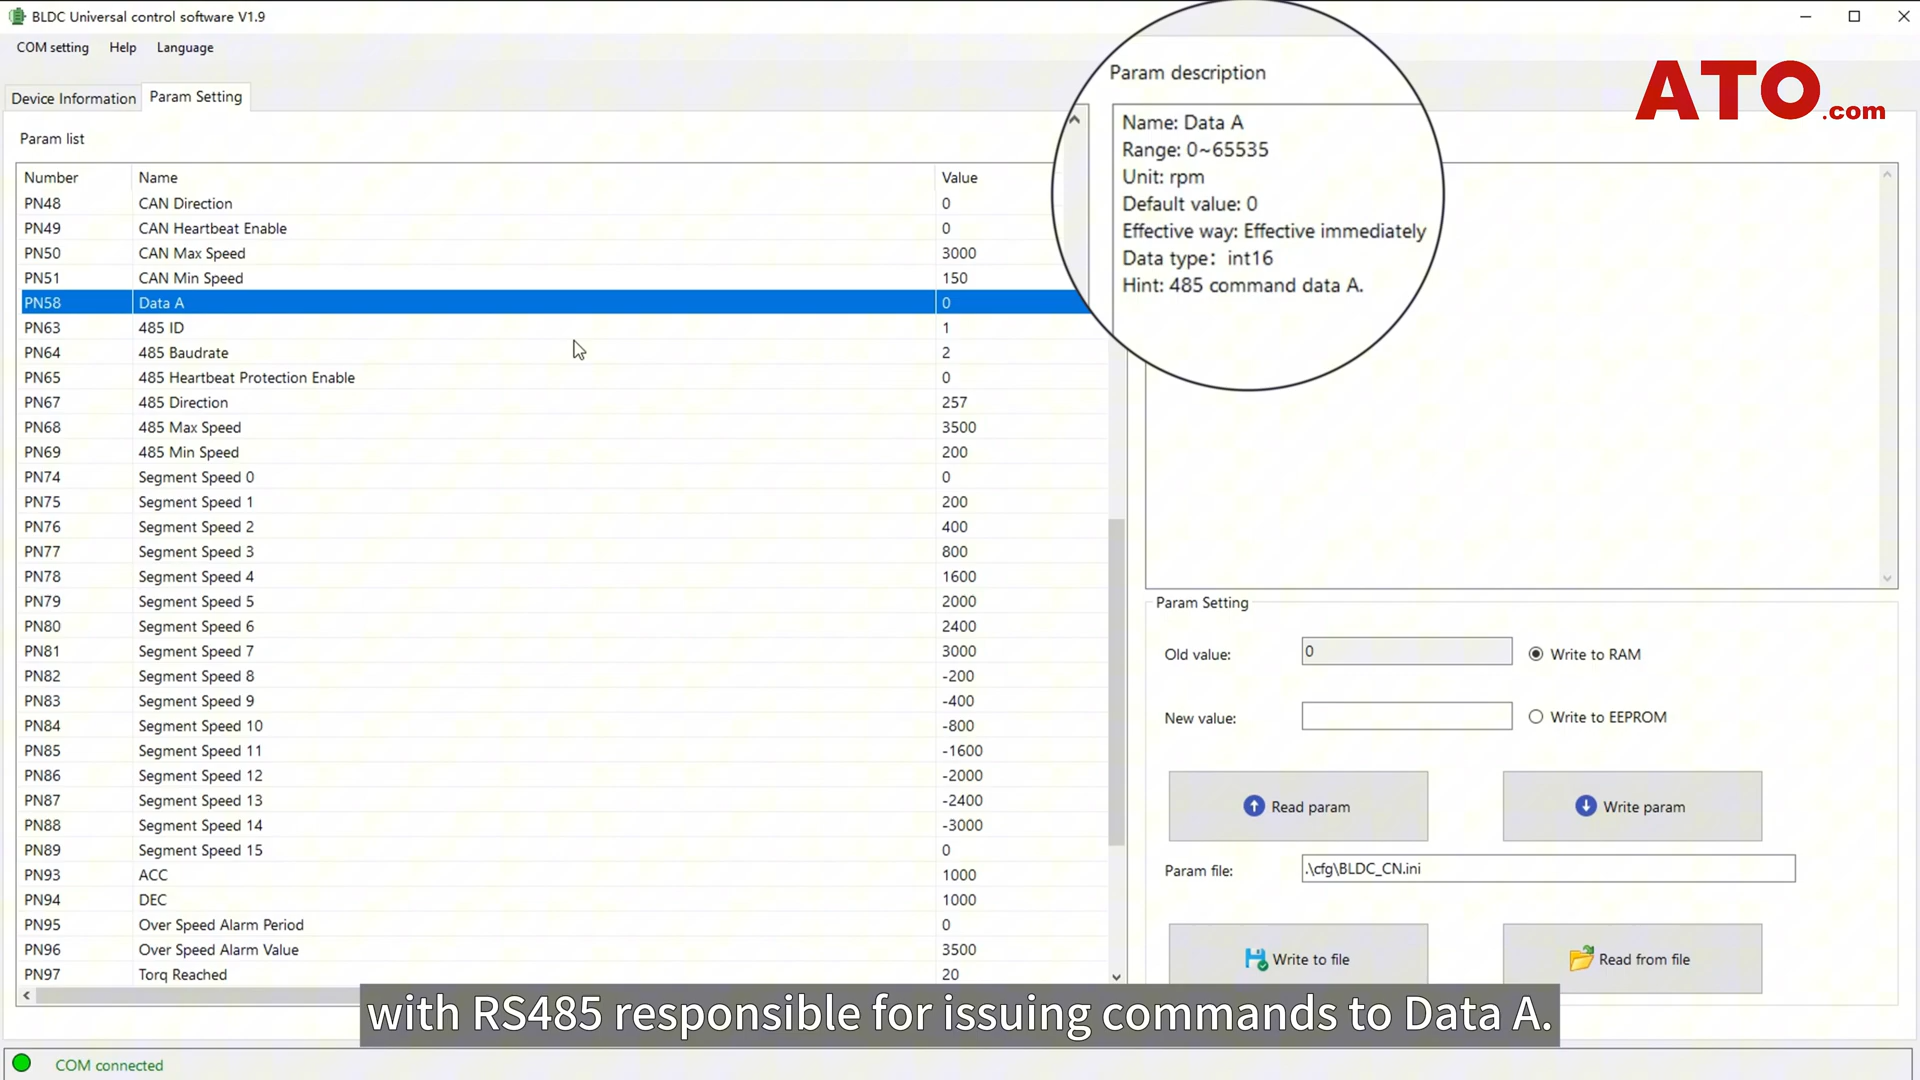 BLDC Universal control software V1.9
COM setting Help Language
ATO.com
Device Information Param Setting
Param list
Param description
Number Name Value
PN48 CAN Direction 0
PN49 CAN Heartbeat Enable 0
PN50 CAN Max Speed 3000
PN51 CAN Min Speed 150
PN58 Data A 0
PN63 485 ID 1
PN64 485 Baudrate 2
PN65 485 Heartbeat Protection Enable 0
PN67 485 Direction 257
PN68 485 Max Speed 3500
PN69 485 Min Speed 200
PN74 Segment Speed 0 0
PN75 Segment Speed 1 200
PN76 Segment Speed 2 400
PN77 Segment Speed 3 800
PN78 Segment Speed 4 1600
PN79 Segment Speed 5 2000
PN80 Segment Speed 6 2400
PN81 Segment Speed 7 3000
PN82 Segment Speed 8 -200
PN83 Segment Speed 9 -400
PN84 Segment Speed 10 -800
PN85 Segment Speed 11 -1600
PN86 Segment Speed 12 -2000
PN87 Segment Speed 13 -2400
PN88 Segment Speed 14 -3000
PN89 Segment Speed 15 0
PN93 ACC 1000
PN94 DEC 1000
PN95 Over Speed Alarm Period 0
PN96 Over Speed Alarm Value 3500
PN97 Torq Reached 20
Name: Data A
Range: 0~65535
Unit: rpm
Default value: 0
Effective way: Effective immediately
Data type: int16
Hint: 485 command data A.
Param Setting
Old value: 0 Write to RAM
New value: Write to EEPROM
Read param Write param
Param file: .\cfg\BLDC_CN.ini
Write to file Read from file
with RS485 responsible for issuing commands to Data A.
COM connected